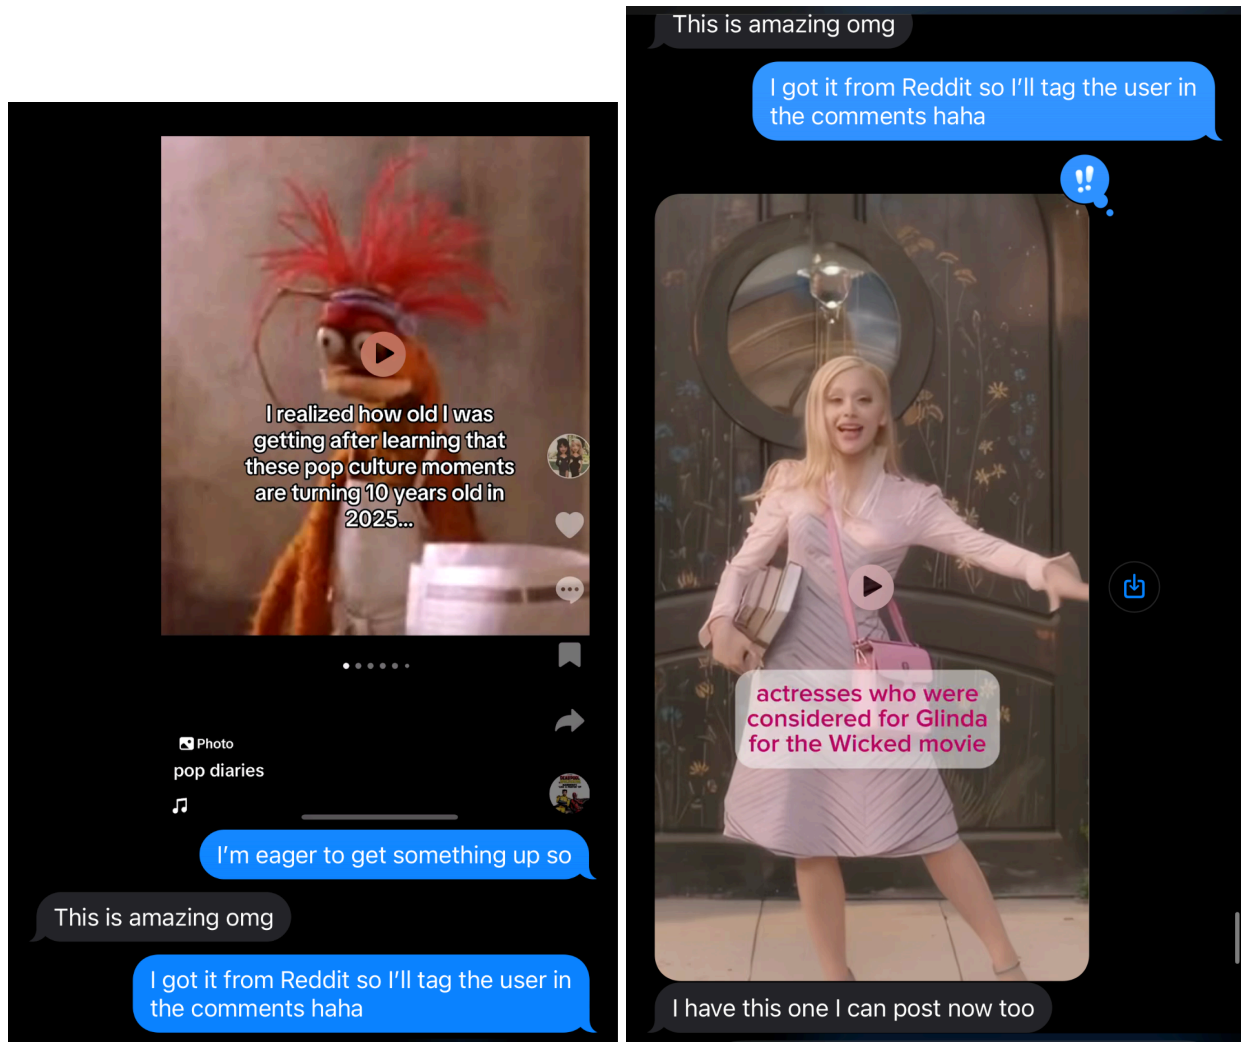 I realized how old I was
getting after learning that
these pop culture moments
are turning 10 years old in
2025...
Photo
pop diaries
I'm eager to get something up so
This is amazing omg
I got it from Reddit so I'll tag the user in
the comments haha
This is amazing omg
I got it from Reddit so I'll tag the user in
the comments haha
!!
actresses who were
considered for Glinda
for the Wicked movie
I have this one I can post now too